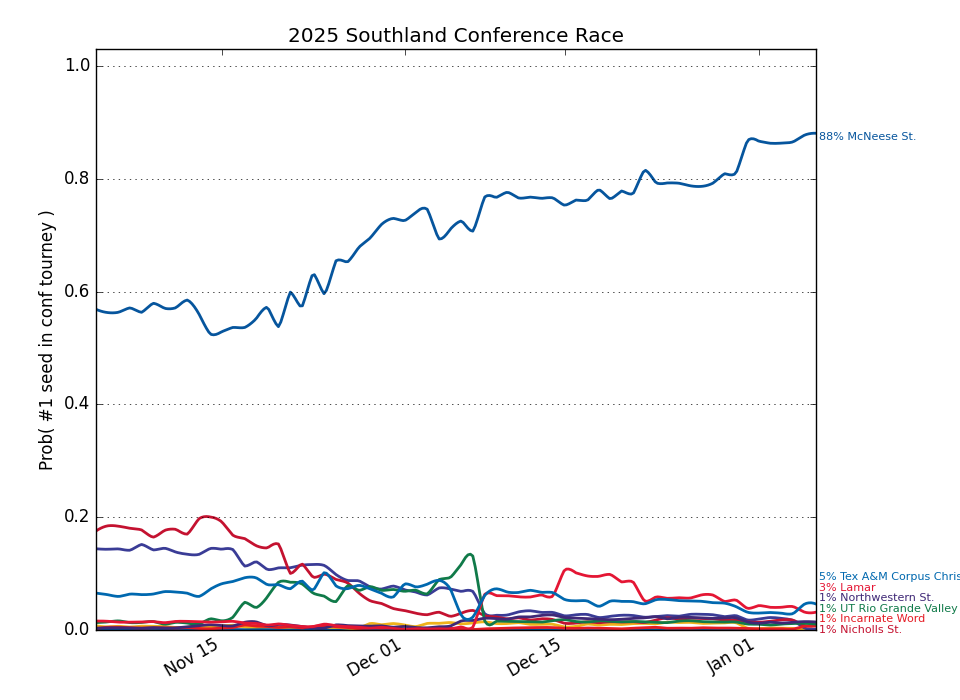 2025 Southland Conference Race
Prob( #1 seed in conf tourney )
1.0
0.8
0.6
0.4
0.2
0.0
Nov 15
Dec 01
Dec 15
Jan 01
88% McNeese St.
5% Tex A&M Corpus Chris
3% Lamar
1% Northwestern St.
1% UT Rio Grande Valley
1% Incarnate Word
1% Nicholls St.